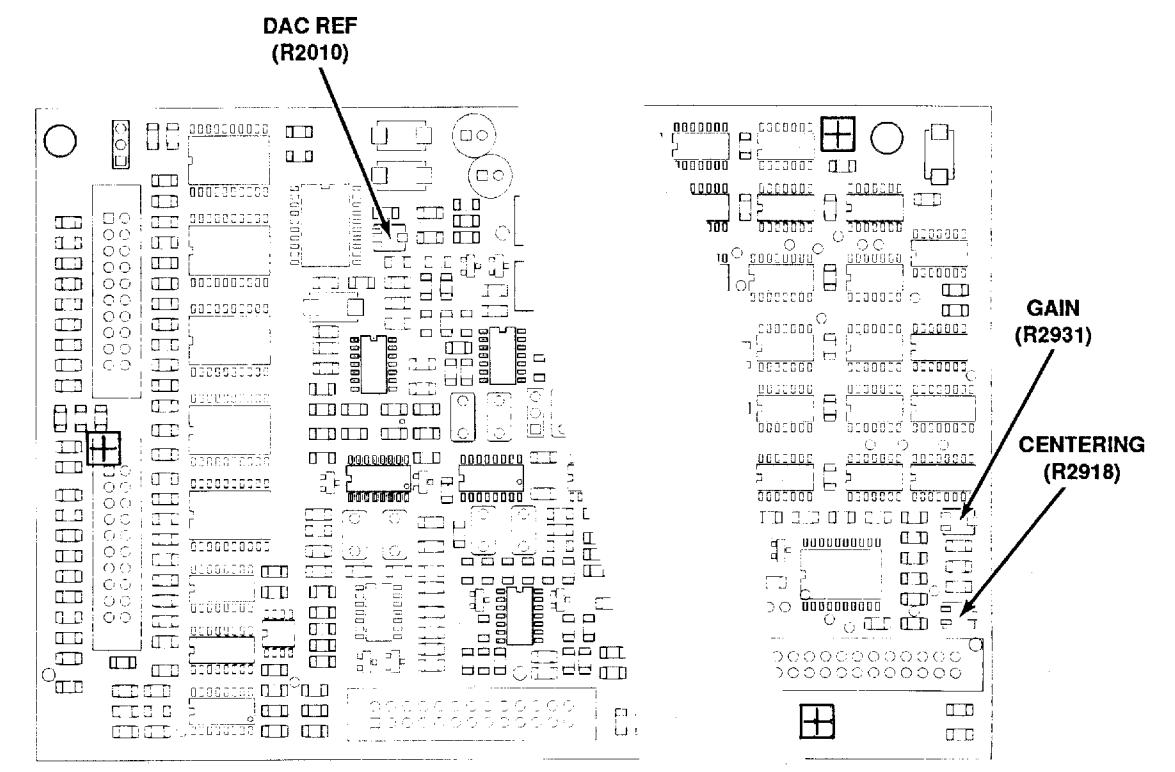 DAC REF
(R2010)
GAIN
(R2931)
CENTERING
(R2918)